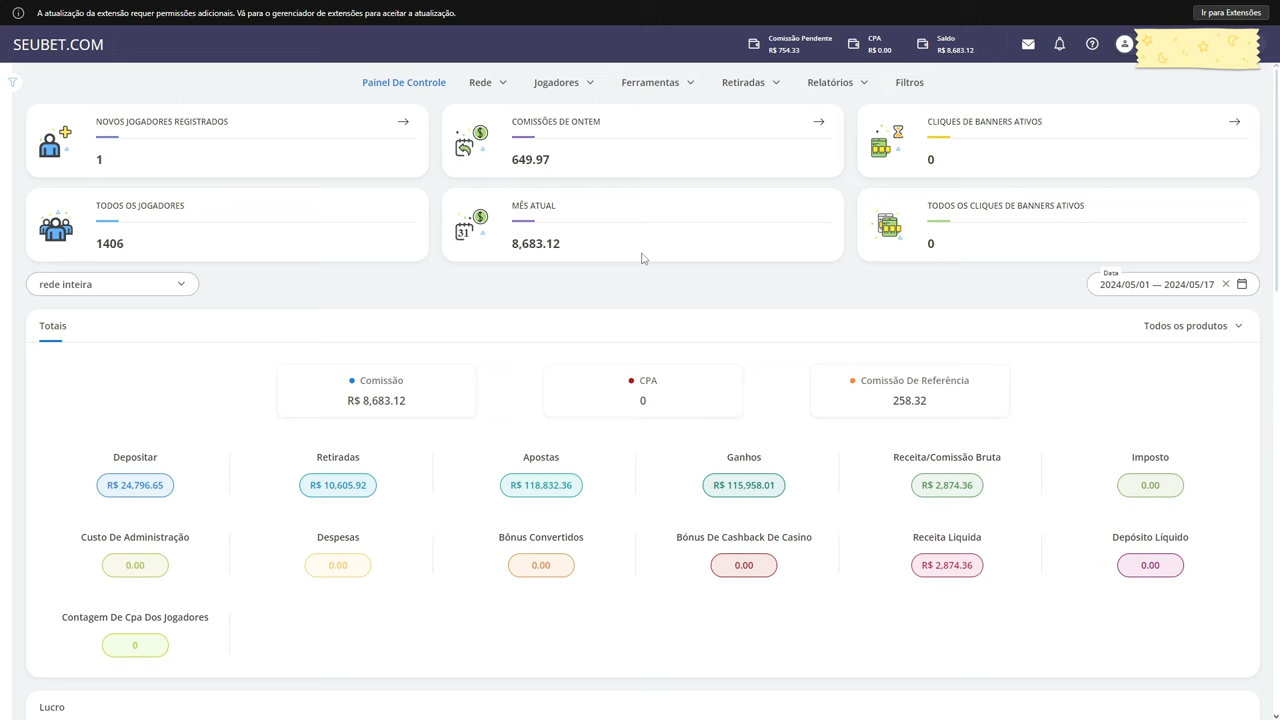 A atualização da extensão requer permissões adicionais. Vá para o gerenciador de extensões para aceitar a atualização.
Ir para Extensões
SEUBET.COM
Comissão Pendente
R$ 754.33
CPA
R$ 0.00
Saldo
R$ 8,683.12
Painel De Controle
Rede
Jogadores
Ferramentas
Retiradas
Relatórios
Filtros
NOVOS JOGADORES REGISTRADOS
1
COMISSÕES DE ONTEM
649.97
CLIQUES DE BANNERS ATIVOS
0
TODOS OS JOGADORES
1406
31
MÊS ATUAL
8,683.12
TODOS OS CLIQUES DE BANNERS ATIVOS
0
rede inteira
Data
2024/05/01 — 2024/05/17
Totais
Todos os produtos
Comissão
R$ 8,683.12
CPA
0
Comissão De Referência
258.32
Depositar
R$ 24,796.65
Retiradas
R$ 10,605.92
Apostas
R$ 118,832.36
Ganhos
R$ 115,958.01
Receita/Comissão Bruta
R$ 2,874.36
Imposto
0.00
Custo De Administração
0.00
Despesas
0.00
Bônus Convertidos
0.00
Bónus De Cashback De Casino
0.00
Receita Liquida
R$ 2,874.36
Depósito Líquido
0.00
Contagem De Cpa Dos Jogadores
0
Lucro